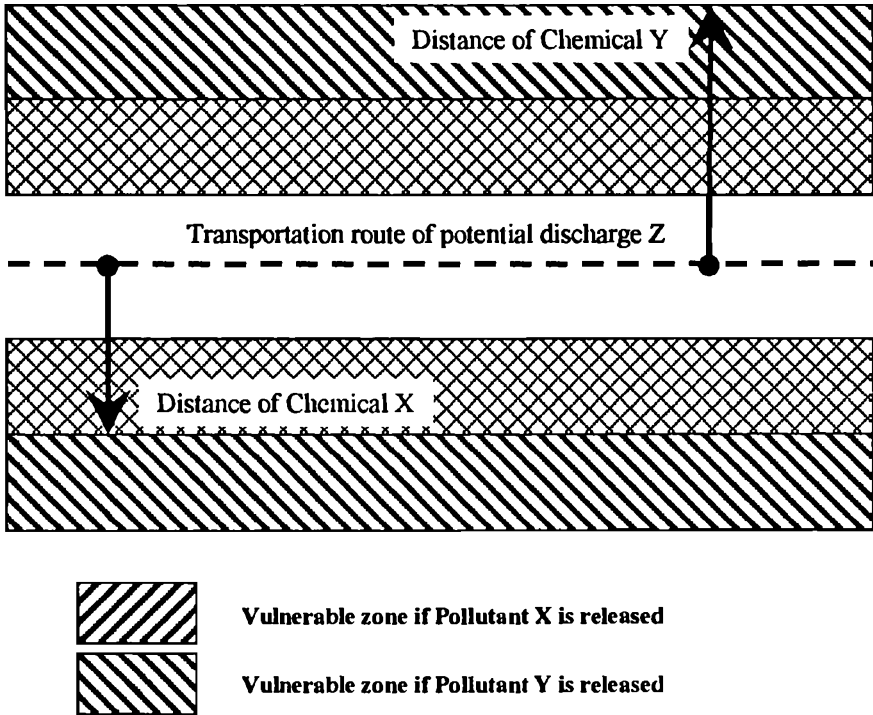 Distance of Chemical Y
Transportation route of potential discharge Z
Distance of Chemical X
Vulnerable zone if Pollutant X is released
Vulnerable zone if Pollutant Y is released